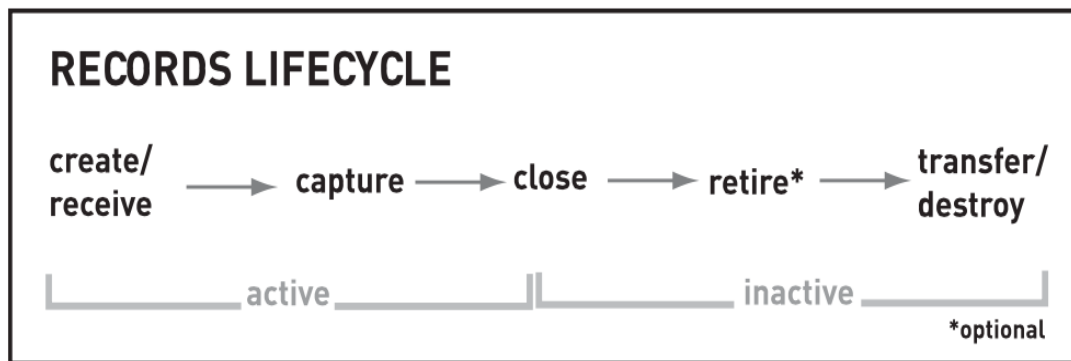 RECORDS LIFECYCLE
create/
receive
capture
close
retire*
transfer/
destroy
active
inactive
*optional